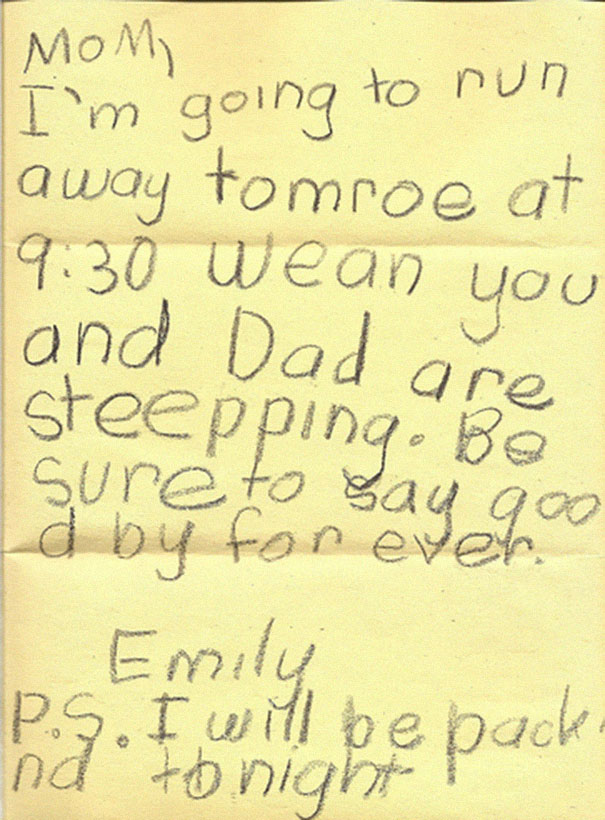 MoM,
I'm going to run
away tomroe at
9:30 wean you
and Dad are
steepping. Be
sure to say goo
d by for ever.
Emily
P.S. I will be pack
nd tonight